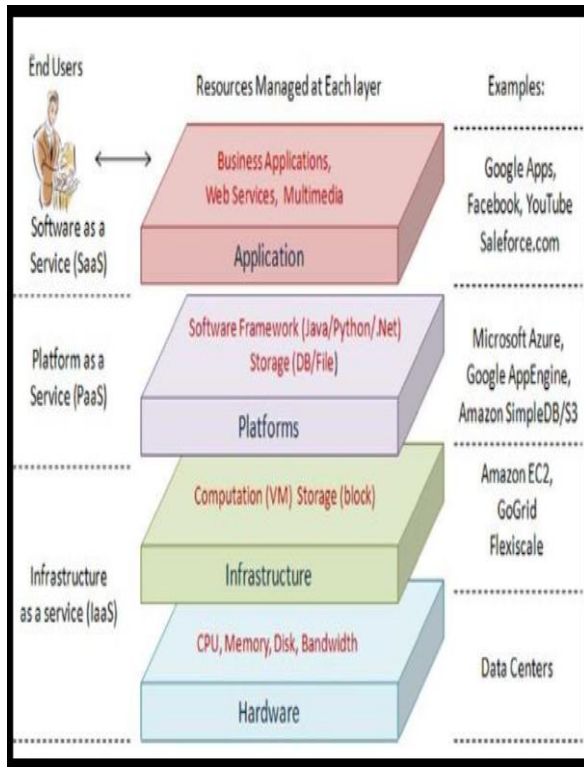 End Users
Resources Managed at Each layer
Examples:
Business Applications,
Web Services, Multimedia
Application
Software as a
Service (SaaS)
Google Apps,
Facebook, YouTube
Saleforce.com
Software Framework (Java/Python/.Net)
Storage (DB/File)
Platforms
Platform as a
Service (PaaS)
Microsoft Azure,
Google AppEngine,
Amazon SimpleDB/S3
Computation (VM) Storage (block)
Infrastructure
Amazon EC2,
GoGrid
Flexiscale
Infrastructure
as a service (IaaS)
CPU, Memory, Disk, Bandwidth
Hardware
Data Centers